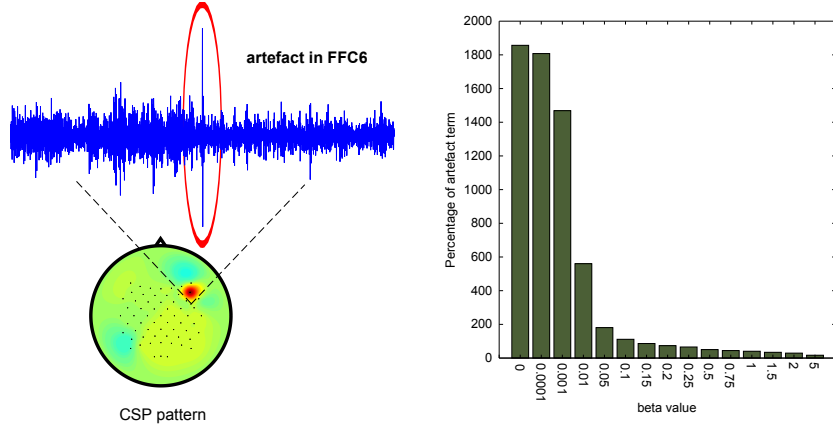 artefact in FFC6
CSP pattern
Percentage of artefact term
2000
1800
1600
1400
1200
1000
800
600
400
200
0
0 0.0001 0.001 0.01 0.05 0.1 0.15 0.2 0.25 0.5 0.75 1 1.5 2 5
beta value